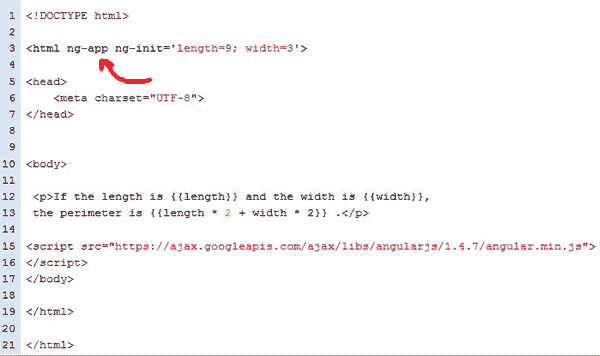 1 <!DOCTYPE html>
2
3 <html ng-app ng-init='length=9; width=3'>
4
5 <head>
6 <meta charset="UTF-8">
7 </head>
8
9
10 <body>
11
12 <p>If the length is {{length}} and the width is {{width}},
13 the perimeter is {{length * 2 + width * 2}} .</p>
14
15 <script src="https://ajax.googleapis.com/ajax/libs/angularjs/1.4.7/angular.min.js">
16 </script>
17 </body>
18
19 </html>
20
21 </html>